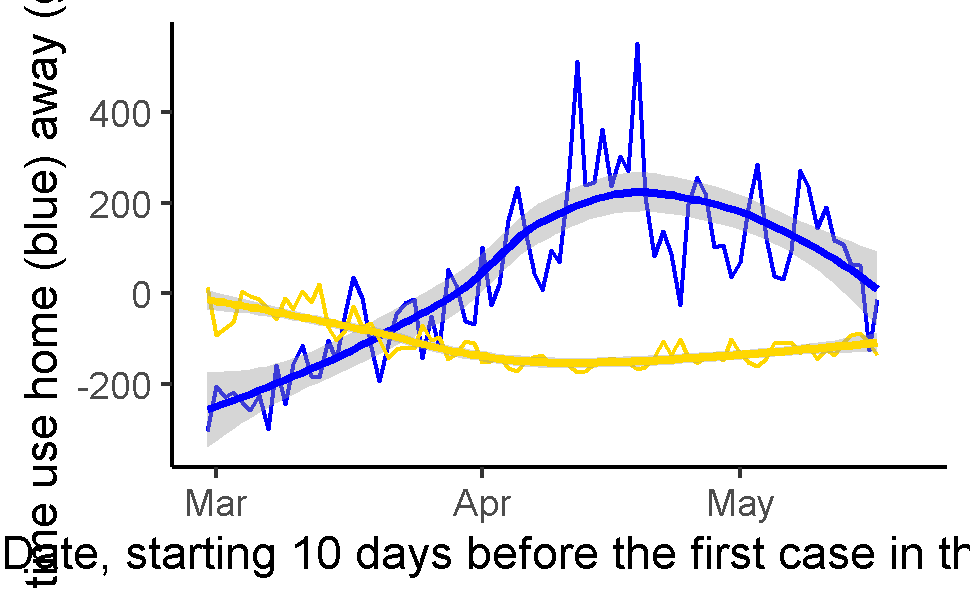 time use home (blue) away (
400
200
0
-200
Mar Apr May
Date, starting 10 days before the first case in th